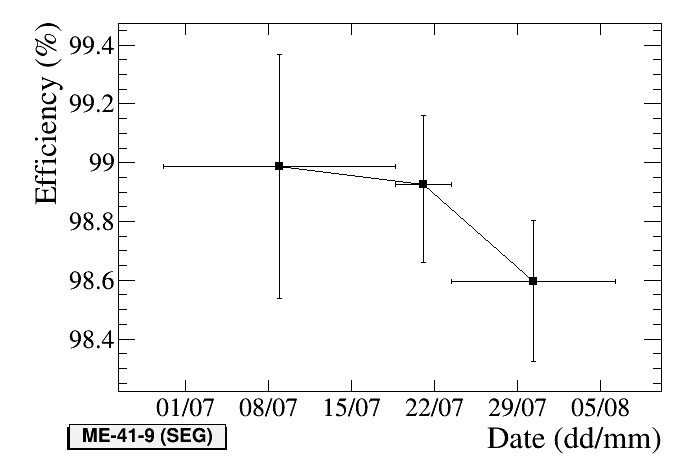 Efficiency (%)
99.4
99.2
99
98.8
98.6
98.4
01/07 08/07 15/07 22/07 29/07 05/08
ME-41-9 (SEG)
Date (dd/mm)